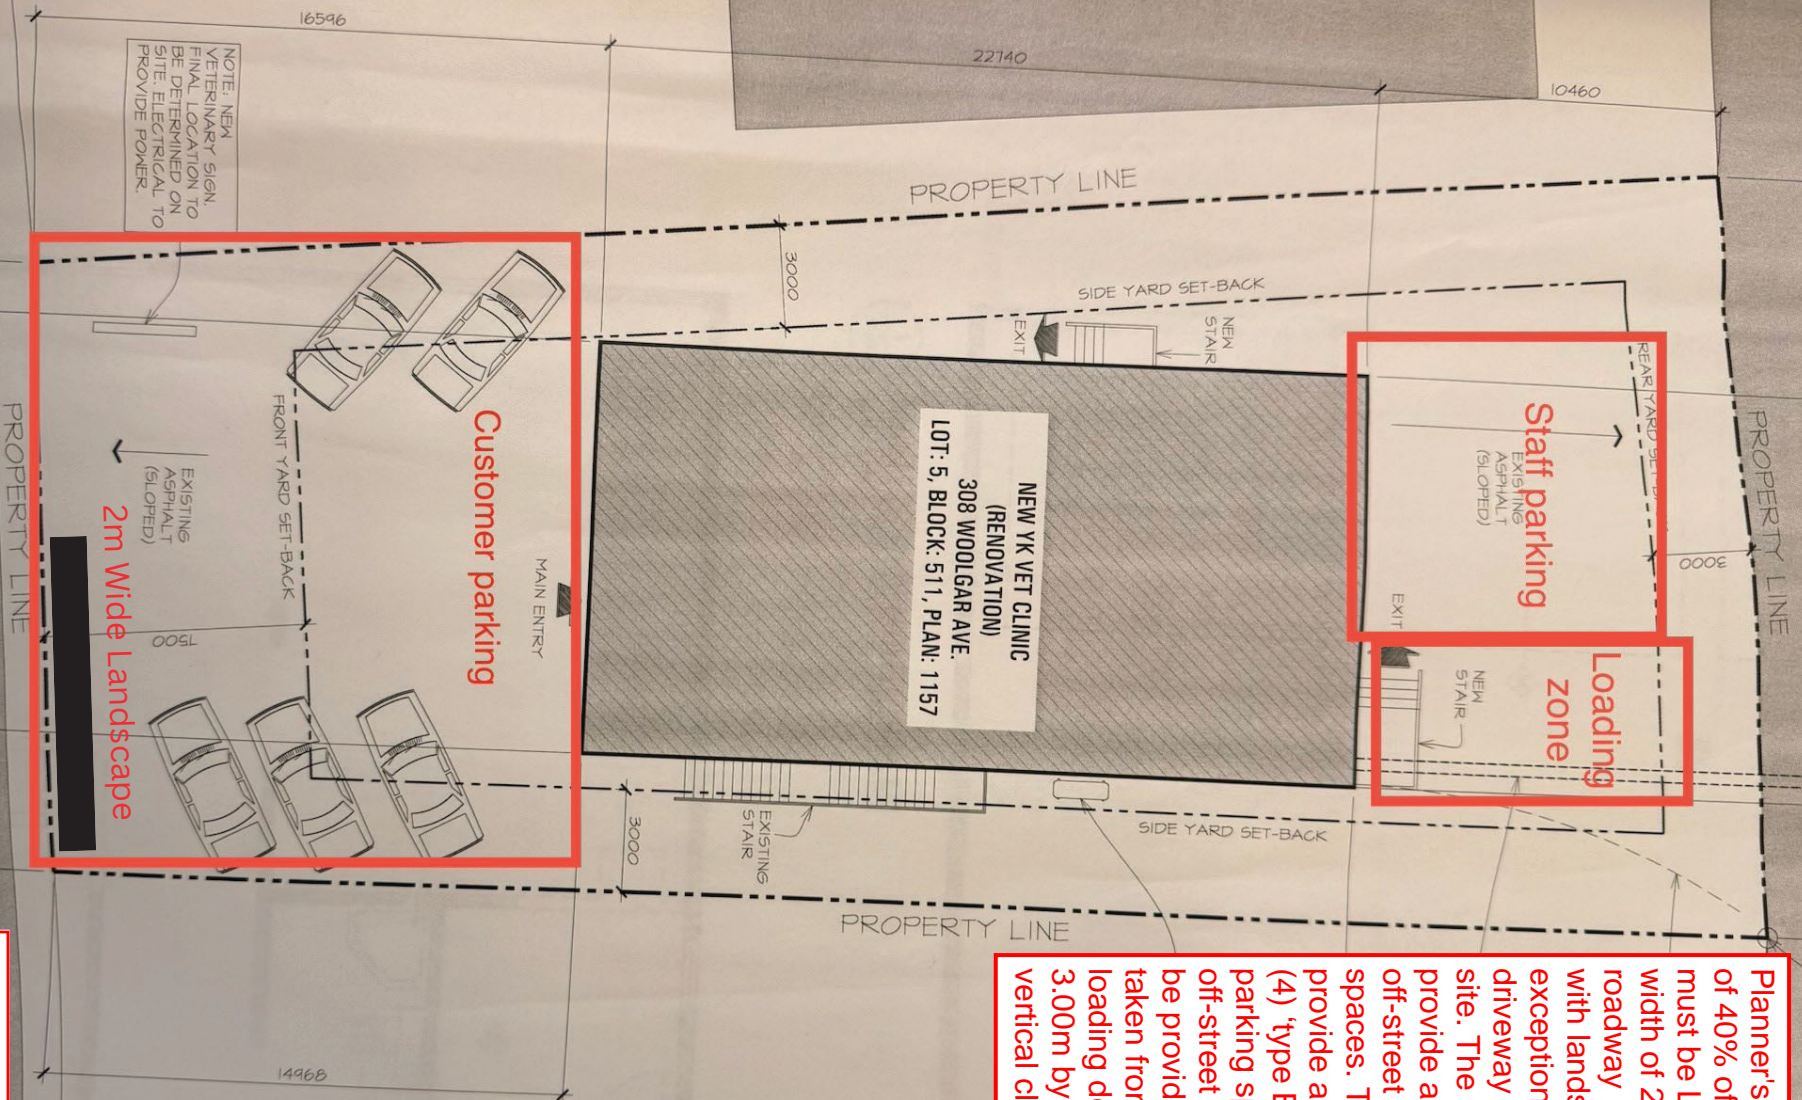 16596
22740
10460
NOTE: NEW
VETERINARY SIGN.
FINAL LOCATION TO
BE DETERMINED ON
SITE. ELECTRICAL TO
PROVIDE POWER.
PROPERTY LINE
3000
SIDE YARD SET-BACK
EXIT
NEW
STAIR
REAR YARD SET-
PROPERTY LINE
Staff parking
EXISTING
ASPHALT
(SLOPED)
3000
EXIT
Loading
zone
NEW
STAIR
NEW YK VET CLINIC
(RENOVATION)
308 WOOLGAR AVE.
LOT: 5, BLOCK: 511, PLAN: 1157
Customer parking
MAIN ENTRY
FRONT YARD SET-BACK
EXISTING
ASPHALT
(SLOPED)
7500
2m Wide Landscape
PROPERTY LINE
EXISTING
STAIR
3000
SIDE YARD SET-BACK
PROPERTY LINE
14968
Planner's
of 40% of
must be L
width of 2
roadway
with lands
exception
driveway
site. The
provide a
off-street
spaces. T
provide a
(4) 'type B
parking sp
off-street
be provid
taken fror
loading d
3.00m by
vertical cl